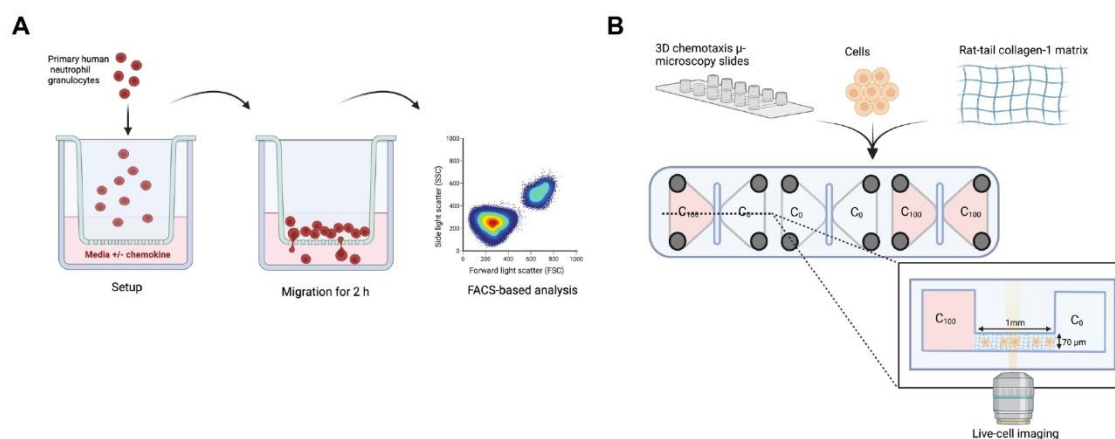 A
Primary human
neutrophil
granulocytes
Media +/- chemokine
Setup
Migration for 2 h
Side light scatter (SSC)
1000
800
600
400
200
0
0 200 400 600 800 1000
Forward light scatter (FSC)
FACS-based analysis
B
3D chemotaxis μ-
microscopy slides
Cells
Rat-tail collagen-1 matrix
C100 C0 C0 C0 C100 C100
C100
1mm
C0
70 μm
Live-cell imaging